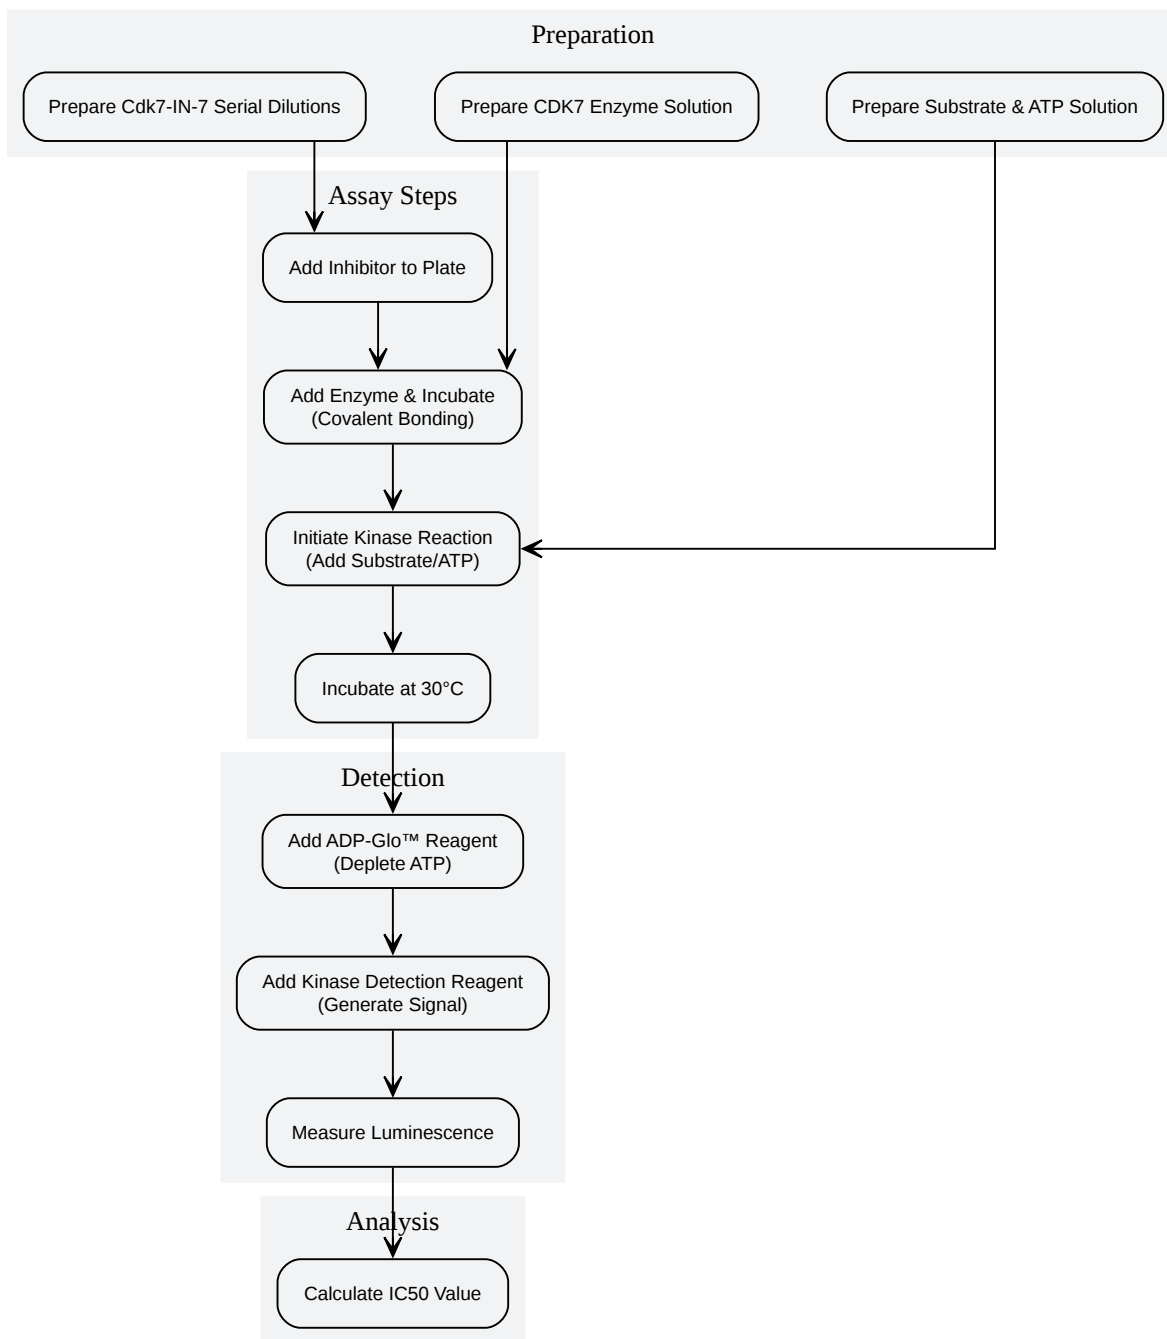 Preparation
Prepare Cdk7-IN-7 Serial Dilutions
Prepare CDK7 Enzyme Solution
Prepare Substrate & ATP Solution
Assay Steps
Add Inhibitor to Plate
Add Enzyme & Incubate
(Covalent Bonding)
Initiate Kinase Reaction
(Add Substrate/ATP)
Incubate at 30°C
Detection
Add ADP-Glo™ Reagent
(Deplete ATP)
Add Kinase Detection Reagent
(Generate Signal)
Measure Luminescence
Analysis
Calculate IC50 Value